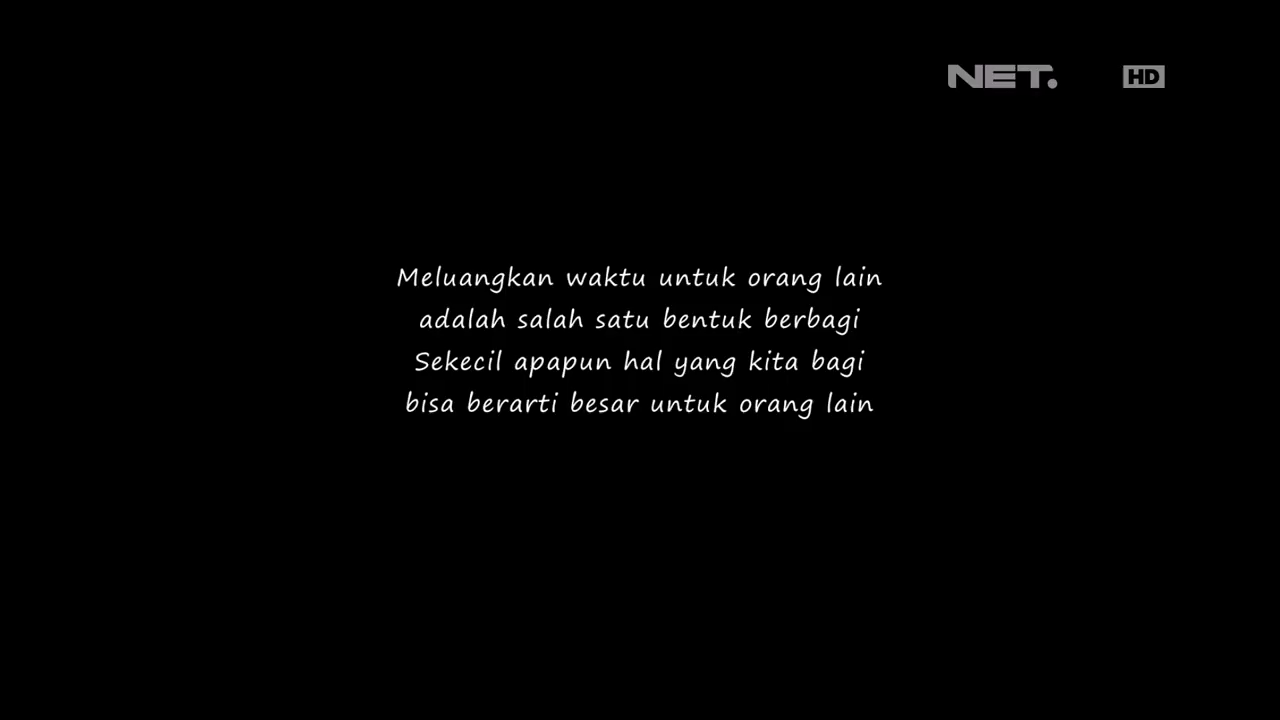 NET. HD
Meluangkan waktu untuk orang lain
adalah salah satu bentuk berbagi
Sekecil apapun hal yang kita bagi
bisa berarti besar untuk orang lain